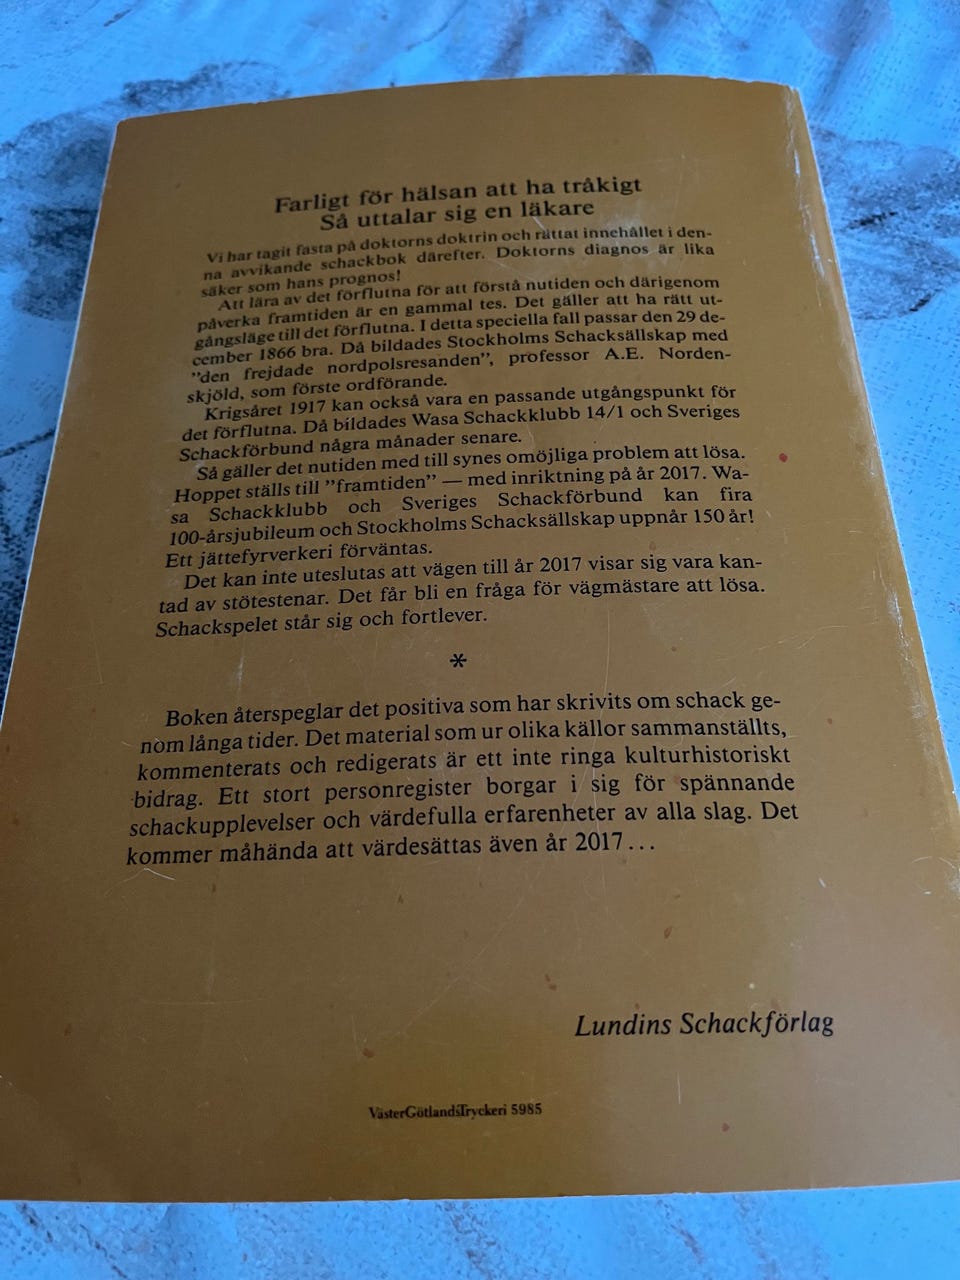 Farligt för hälsan att ha tråkigt
Så uttalar sig en läkare
Vi har tagit fasta på doktorns doktrin och rättat innehållet i den-
na avvikande schackbok därefter. Doktorns diagnos är lika
säker som hans prognos!
Att lära av det förflutna för att förstå nutiden och därigenom
påverka framtiden är en gammal tes. Det gäller att ha rätt ut-
gångsläge till det förflutna. I detta speciella fall passar den 29 de-
cember 1866 bra. Då bildades Stockholms Schacksällskap med
”den frejdade nordpolsresanden”, professor A.E. Norden-
skjöld, som förste ordförande.
Krigsåret 1917 kan också vara en passande utgångspunkt för
det förflutna. Då bildades Wasa Schackklubb 14/1 och Sveriges
Schackförbund några månader senare.
Så gäller det nutiden med till synes omöjliga problem att lösa.
Hoppet ställs till ”framtiden” — med inriktning på år 2017. Wa-
sa Schackklubb och Sveriges Schackförbund kan fira
100-årsjubileum och Stockholms Schacksällskap uppnår 150 år!
Ett jättefyrverkeri förväntas.
Det kan inte uteslutas att vägen till år 2017 visar sig vara kan-
tad av stötestenar. Det får bli en fråga för vägmästare att lösa.
Schackspelet står sig och fortlever.
*
Boken återspeglar det positiva som har skrivits om schack ge-
nom långa tider. Det material som ur olika källor sammanställts,
kommenterats och redigerats är ett inte ringa kulturhistoriskt
bidrag. Ett stort personregister borgar i sig för spännande
schackupplevelser och värdefulla erfarenheter av alla slag. Det
kommer måhända att värdesättas även år 2017...
Lundins Schackförlag
VästerGötlandsTryckeri 5985